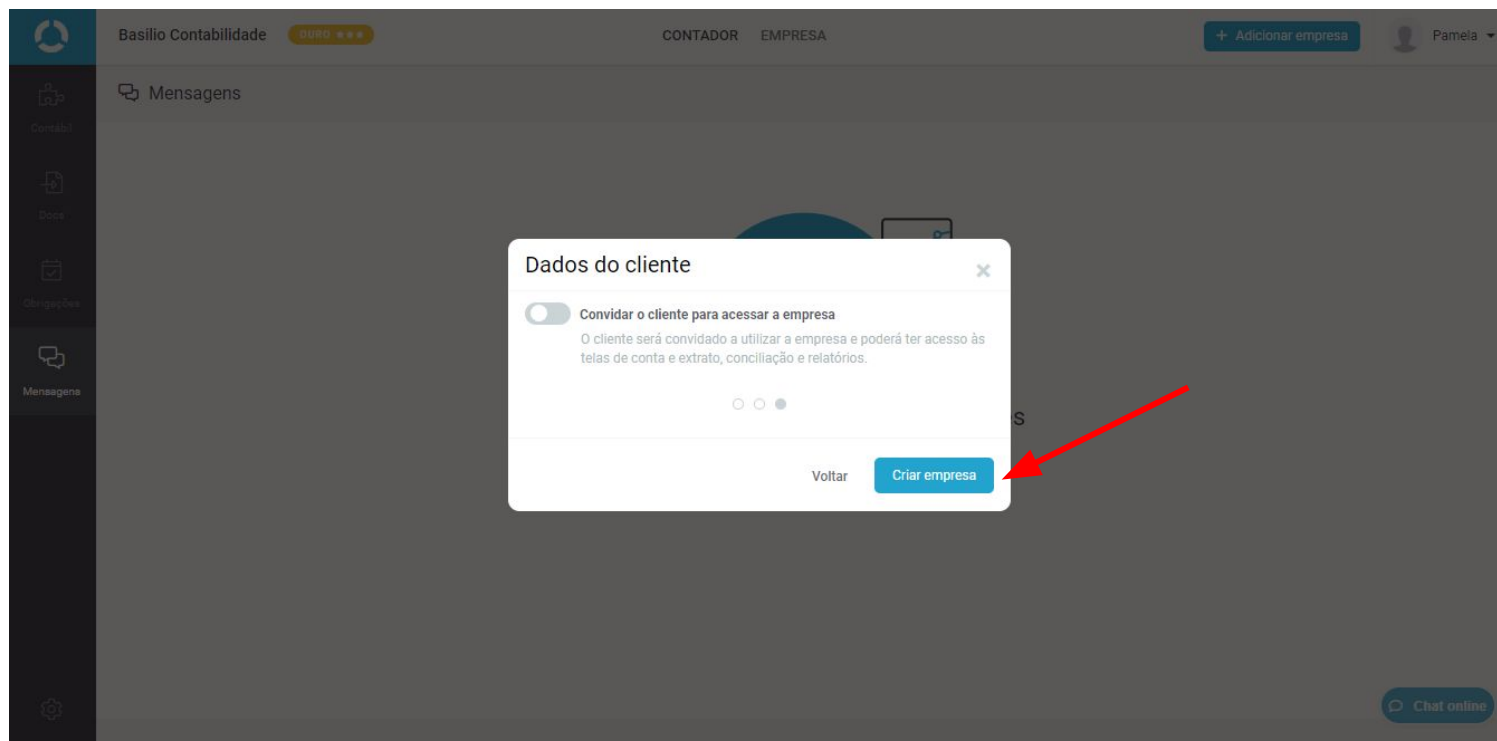 Basilio Contabilidade
OURO ★★★
CONTADOR EMPRESA
+ Adicionar empresa
Pamela
Contábil
Docs
Obrigações
Mensagens
Mensagens
Dados do cliente
Convidar o cliente para acessar a empresa
O cliente será convidado a utilizar a empresa e poderá ter acesso às
telas de conta e extrato, conciliação e relatórios.
s
Voltar Criar empresa
Chat online